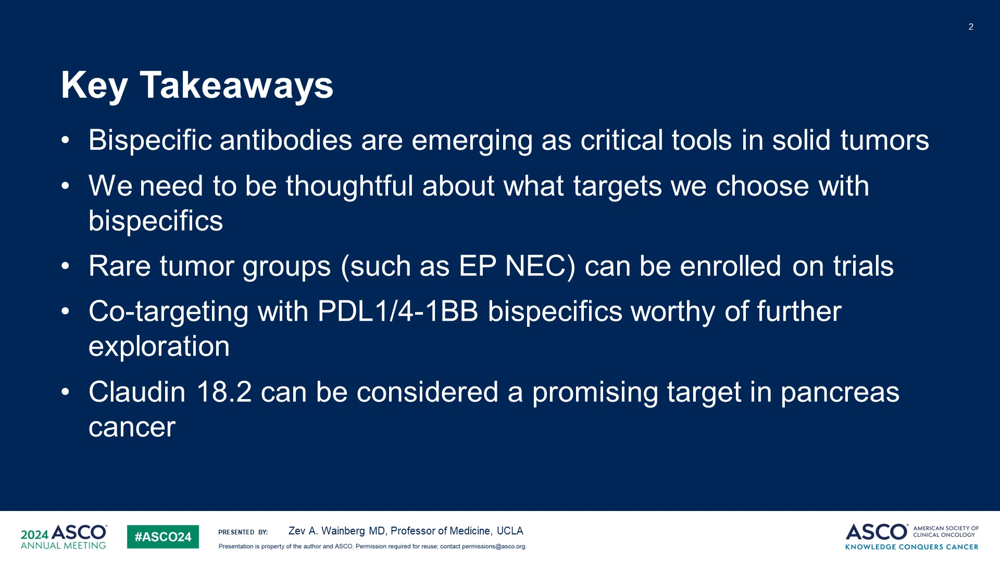 2
Key Takeaways
• Bispecific antibodies are emerging as critical tools in solid tumors
• We need to be thoughtful about what targets we choose with
bispecifics
• Rare tumor groups (such as EP NEC) can be enrolled on trials
• Co-targeting with PDL1/4-1BB bispecifics worthy of further
exploration
• Claudin 18.2 can be considered a promising target in pancreas
cancer
2024 ASCO®
ANNUAL MEETING
#ASCO24
PRESENTED BY: Zev A. Wainberg MD, Professor of Medicine, UCLA
Presentation is property of the author and ASCO. Permission required for reuse; contact permissions@asco.org.
ASCO® AMERICAN SOCIETY OF
CLINICAL ONCOLOGY
KNOWLEDGE CONQUERS CANCER